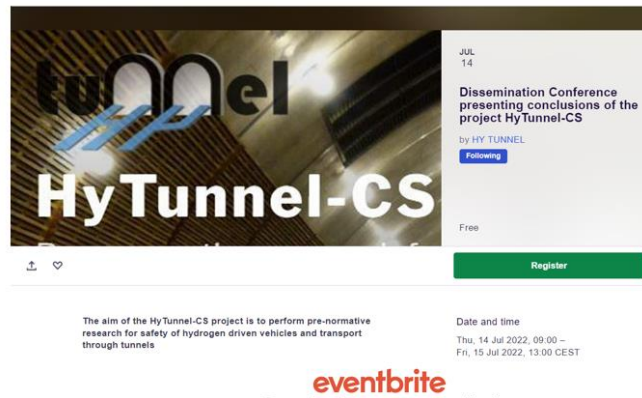 tunnel
HY
HyTunnel-CS
JUL
14
Dissemination Conference
presenting conclusions of the
project HyTunnel-CS
by HY TUNNEL
Following
Free
Register
The aim of the HyTunnel-CS project is to perform pre-normative
research for safety of hydrogen driven vehicles and transport
through tunnels
Date and time
Thu, 14 Jul 2022, 09:00 –
Fri, 15 Jul 2022, 13:00 CEST
eventbrite